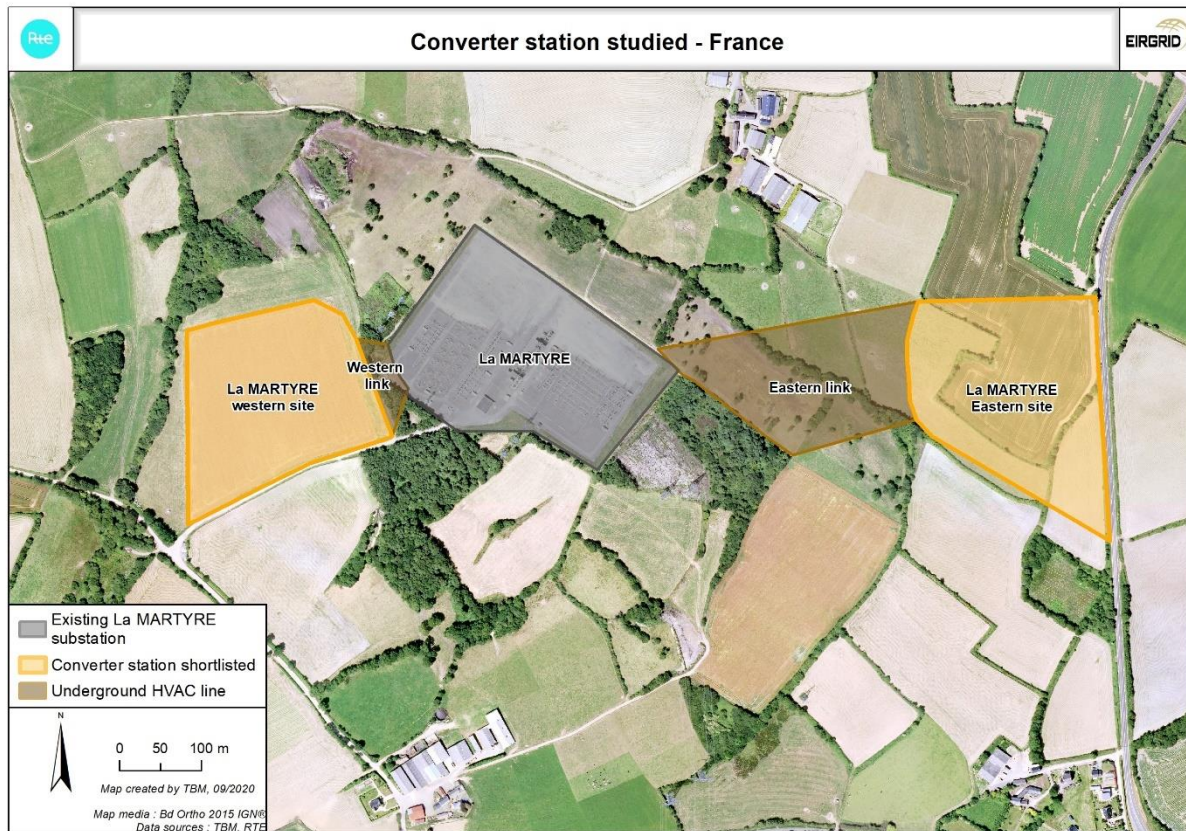 Rte
Converter station studied - France
EIRGRID
La MARTYRE
western site
Western
link
La MARTYRE
Eastern link
La MARTYRE
Eastern site
Existing La MARTYRE
substation
Converter station shortlisted
Underground HVAC line
N
0 50 100 m
Map created by TBM, 09/2020
Map media : Bd Ortho 2015 IGN®
Data sources : TBM, RTE